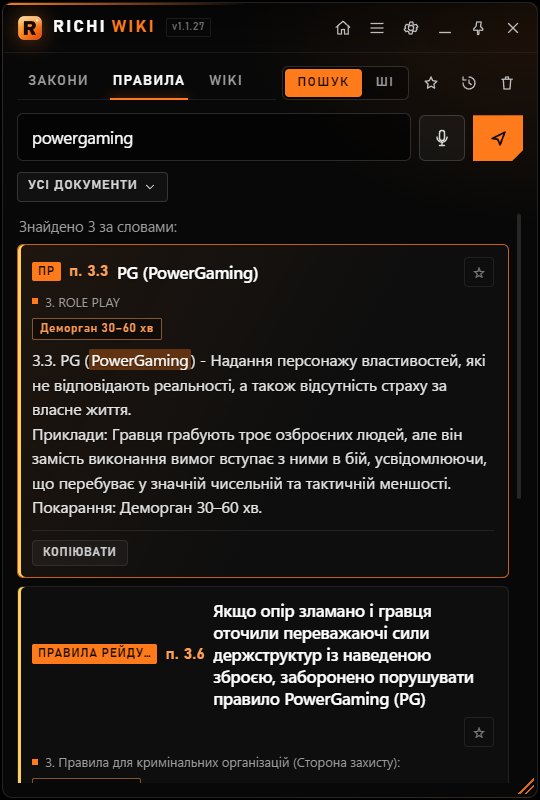 RICHI WIKI v1.1.27
ЗАКОНИ ПРАВИЛА WIKI ПОШУК ШІ
powergaming
УСІ ДОКУМЕНТИ
Знайдено 3 за словами:
ПР п. 3.3 PG (PowerGaming)
3. ROLE PLAY
Деморган 30–60 хв
3.3. PG (PowerGaming) - Надання персонажу властивостей, які
не відповідають реальності, а також відсутність страху за
власне життя.
Приклади: Гравця грабують троє озброєних людей, але він
замість виконання вимог вступає з ними в бій, усвідомлюючи,
що перебуває у значній чисельній та тактичній меншості.
Покарання: Деморган 30–60 хв.
КОПІЮВАТИ
Якщо опір зламано і гравця
оточили переважаючі сили
ПРАВИЛА РЕЙДУ... п. 3.6 держструктур із наведеною
зброєю, заборонено порушувати
правило PowerGaming (PG)
3. Правила для кримінальних організацій (Сторона захисту):